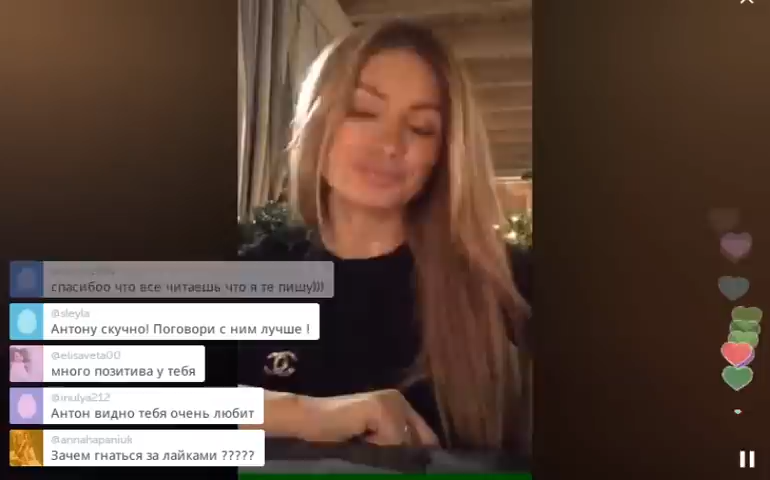 спасибоо что все читаешь что я те пишу)))
@sleyla
Антону скучно! Поговори с ним лучше !
@elisaveta00
много позитива у тебя
@inulya212
Антон видно тебя очень любит
@annahapaniuk
Зачем гнаться за лайками ?????